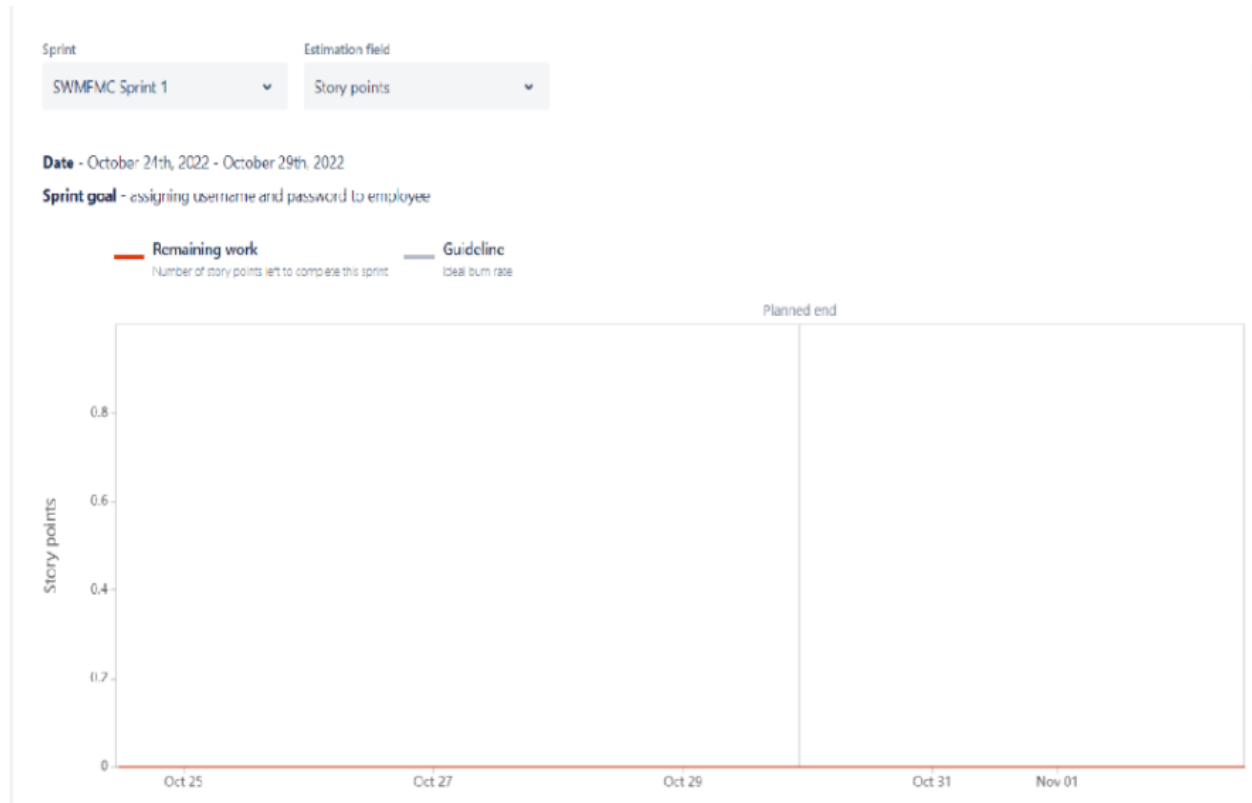 Sprint
Estimation field
SWMFMC Sprint 1
Story points
Date - October 24th, 2022 - October 29th, 2022
Sprint goal - assigning username and password to employee
Remaining work
Guideline
Number of story points left to complete this sprint
Ideal burn rate
Planned end
0.8
0.6
Story points
0.4
0.2
0
Oct 25
Oct 27
Oct 29
Oct 31
Nov 01